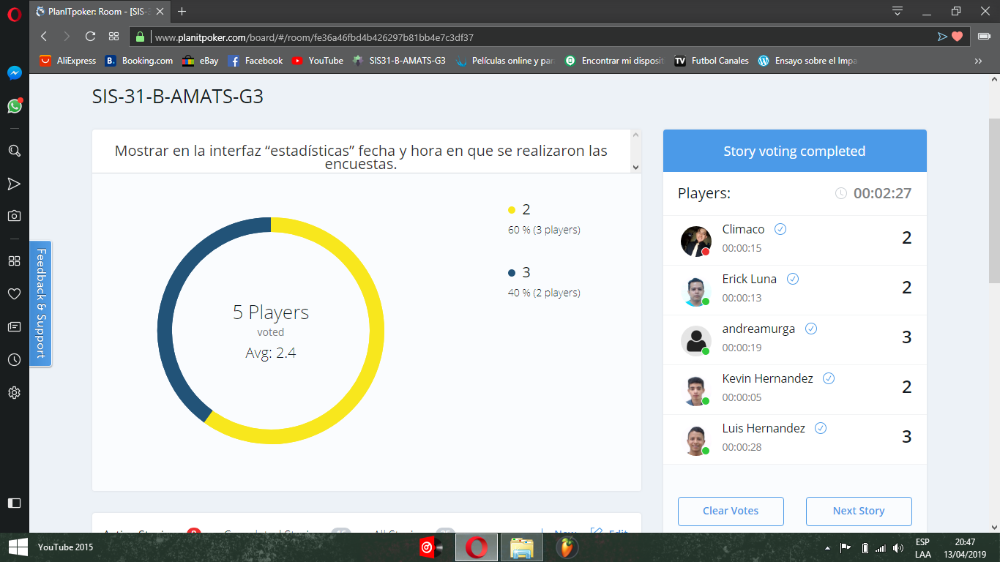 PlanITpoker: Room - [SIS-3
www.planitpoker.com/board/#/room/fe36a46fbd4b426297b81bb4e7c3df37
AliExpress
B. Booking.com
eBay
Facebook
YouTube
SIS31-B-AMATS-G3
Películas online y par
Encontrar mi disposit
TV Futbol Canales
Ensayo sobre el Impa
SIS-31-B-AMATS-G3
Mostrar en la interfaz “estadísticas” fecha y hora en que se realizaron las
encuestas.
2
60 % (3 players)
3
40 % (2 players)
5 Players
voted
Avg: 2.4
Feedback & Support
Story voting completed
Players:
00:02:27
Climaco
00:00:15
2
Erick Luna
00:00:13
2
andreamurga
00:00:19
3
Kevin Hernandez
00:00:05
2
Luis Hernandez
00:00:28
3
Clear Votes
Next Story
New
Edit
YouTube 2015
ESP
LAA
20:47
13/04/2019